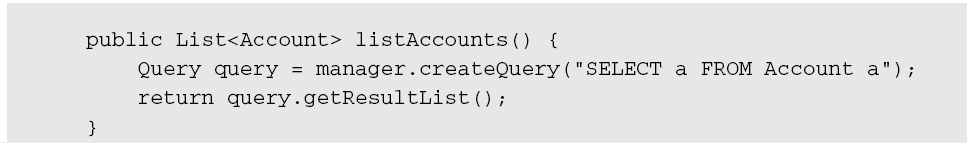 public List<Account> listAccounts() {
    Query query = manager.createQuery("SELECT a FROM Account a");
    return query.getResultList();
}